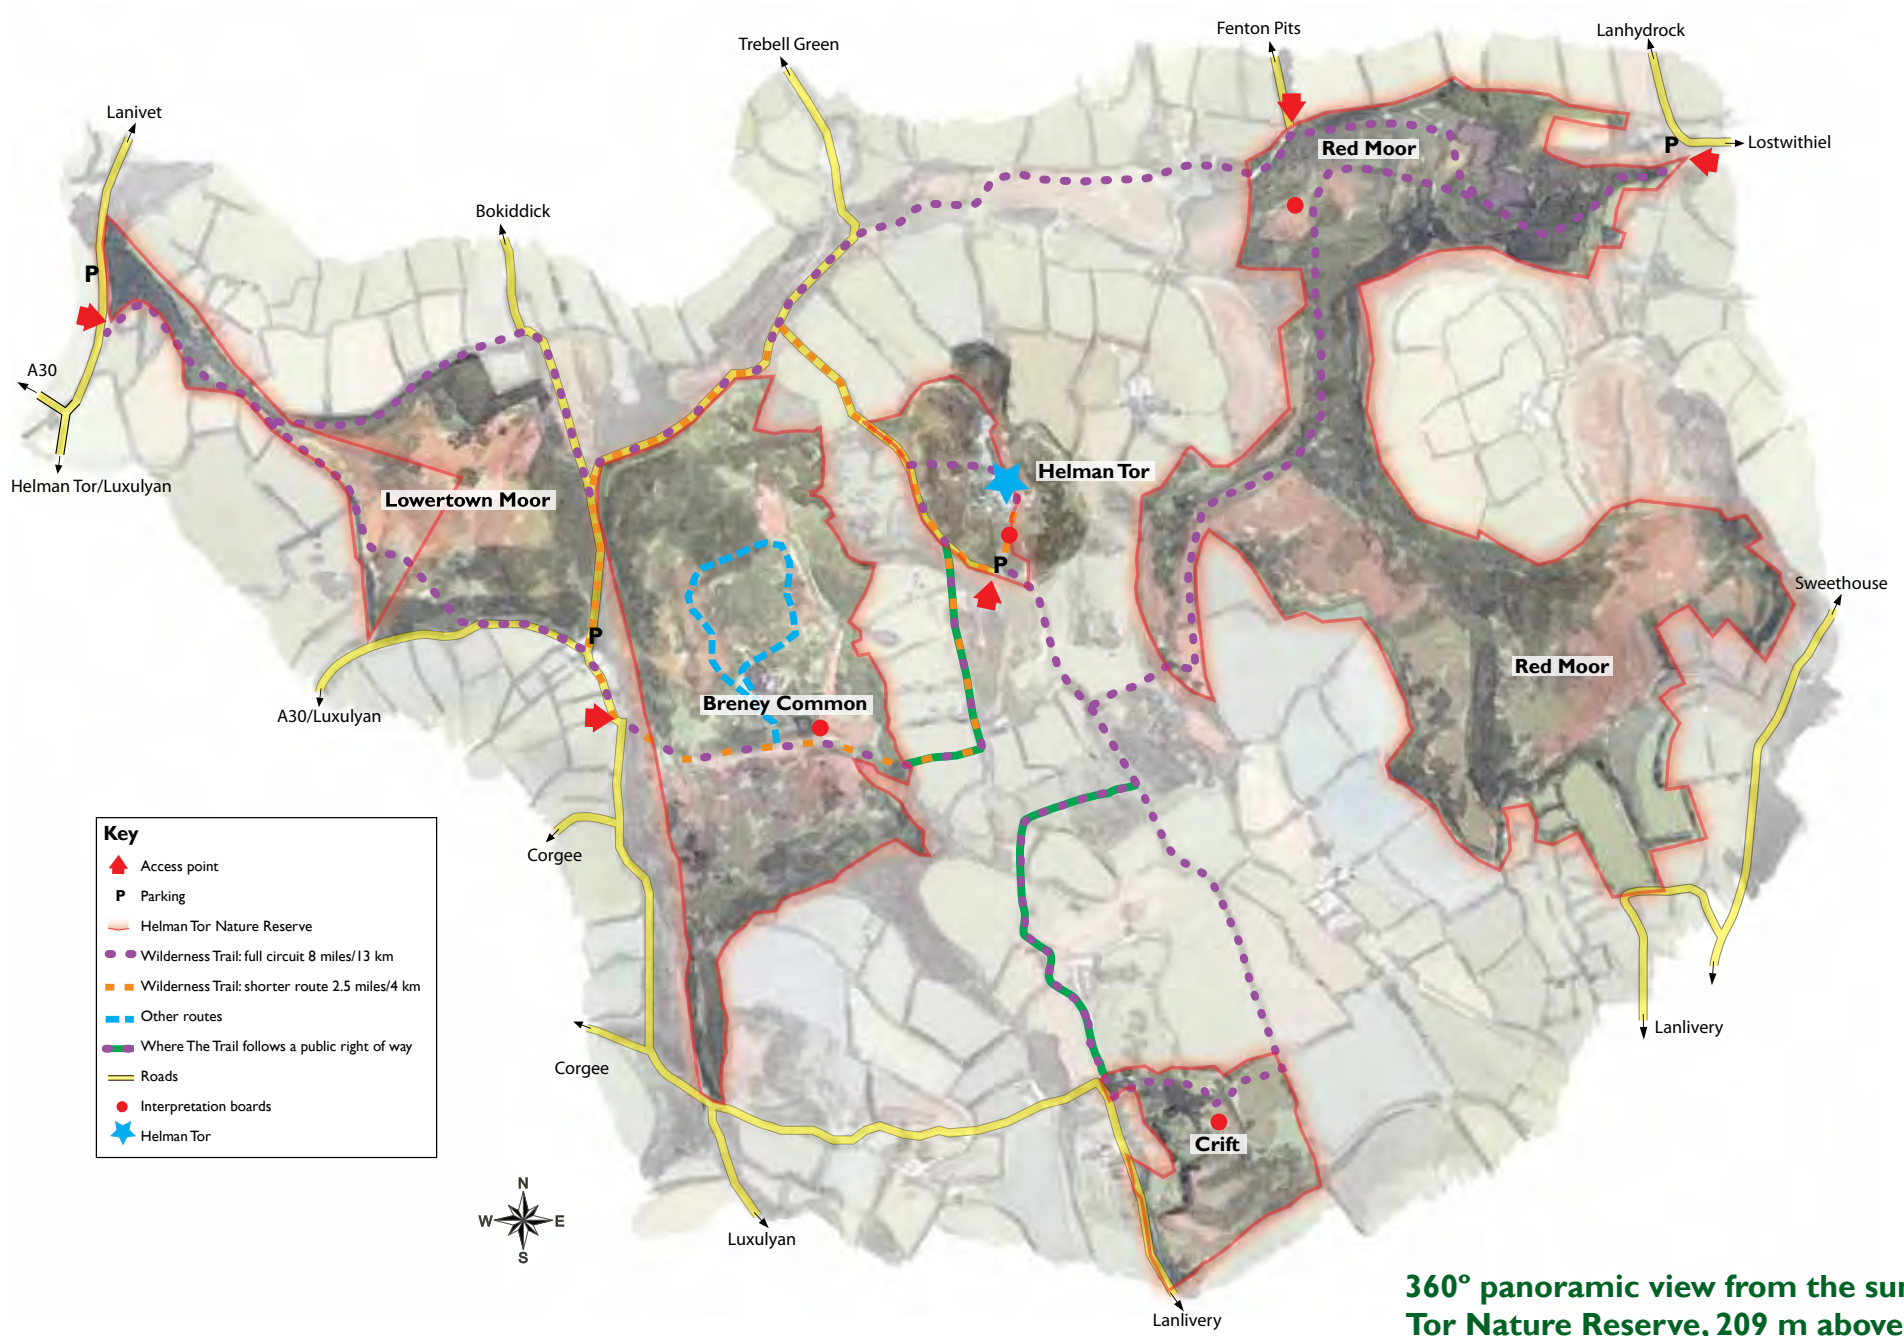 Fenton Pits
Lanhydrock
Trebell Green
Lanivet
P
Lostwithiel
Red Moor
Bokiddick
P
A30
Helman Tor/Luxulyan
Lowertown Moor
Helman Tor
P
Sweethouse
P
Red Moor
A30/Luxulyan
Breney Common
Corgee
Key
Access point
P Parking
Helman Tor Nature Reserve
Wilderness Trail: full circuit 8 miles/13 km
Wilderness Trail: shorter route 2.5 miles/4 km
Other routes
Where The Trail follows a public right of way
Roads
Interpretation boards
Helman Tor
Corgee
Lanlivery
Crift
N
W E
S
Luxulyan
Lanlivery
360º panoramic view from the
Tor Nature Reserve, 209 m above